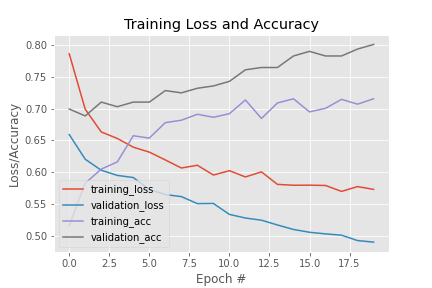 Training Loss and Accuracy
0.80
0.75
0.70
0.65
0.60
0.55
0.50
Loss/Accuracy
training_loss
validation_loss
training_acc
validation_acc
0.0 2.5 5.0 7.5 10.0 12.5 15.0 17.5
Epoch #